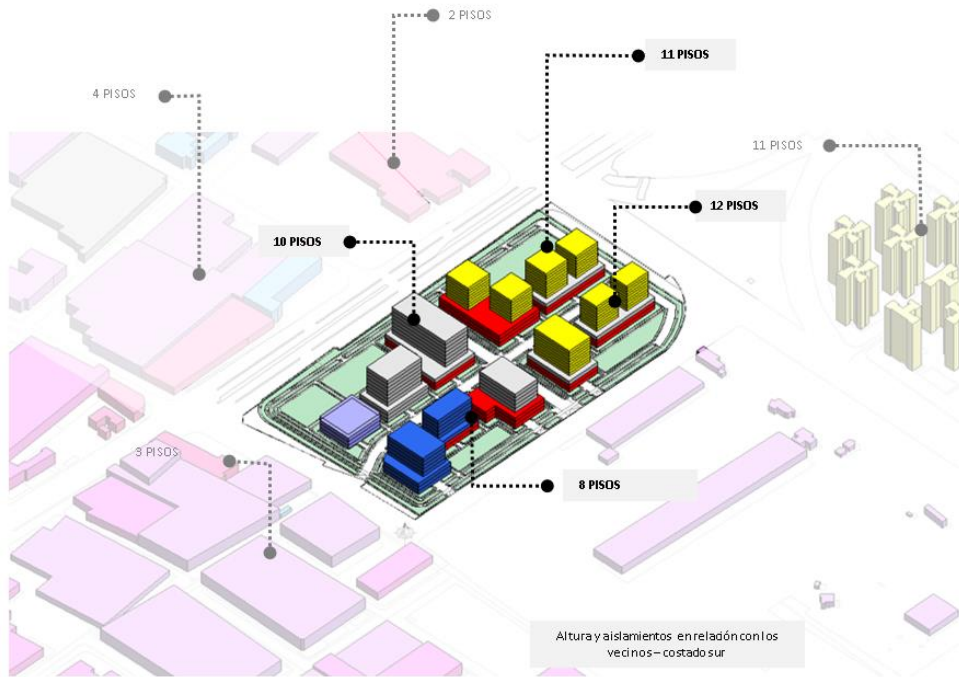 2 PISOS
11 PISOS
4 PISOS
11 PISOS
12 PISOS
10 PISOS
3 PISOS
8 PISOS
Altura y aislamientos en relación con los
vecinos – costado sur